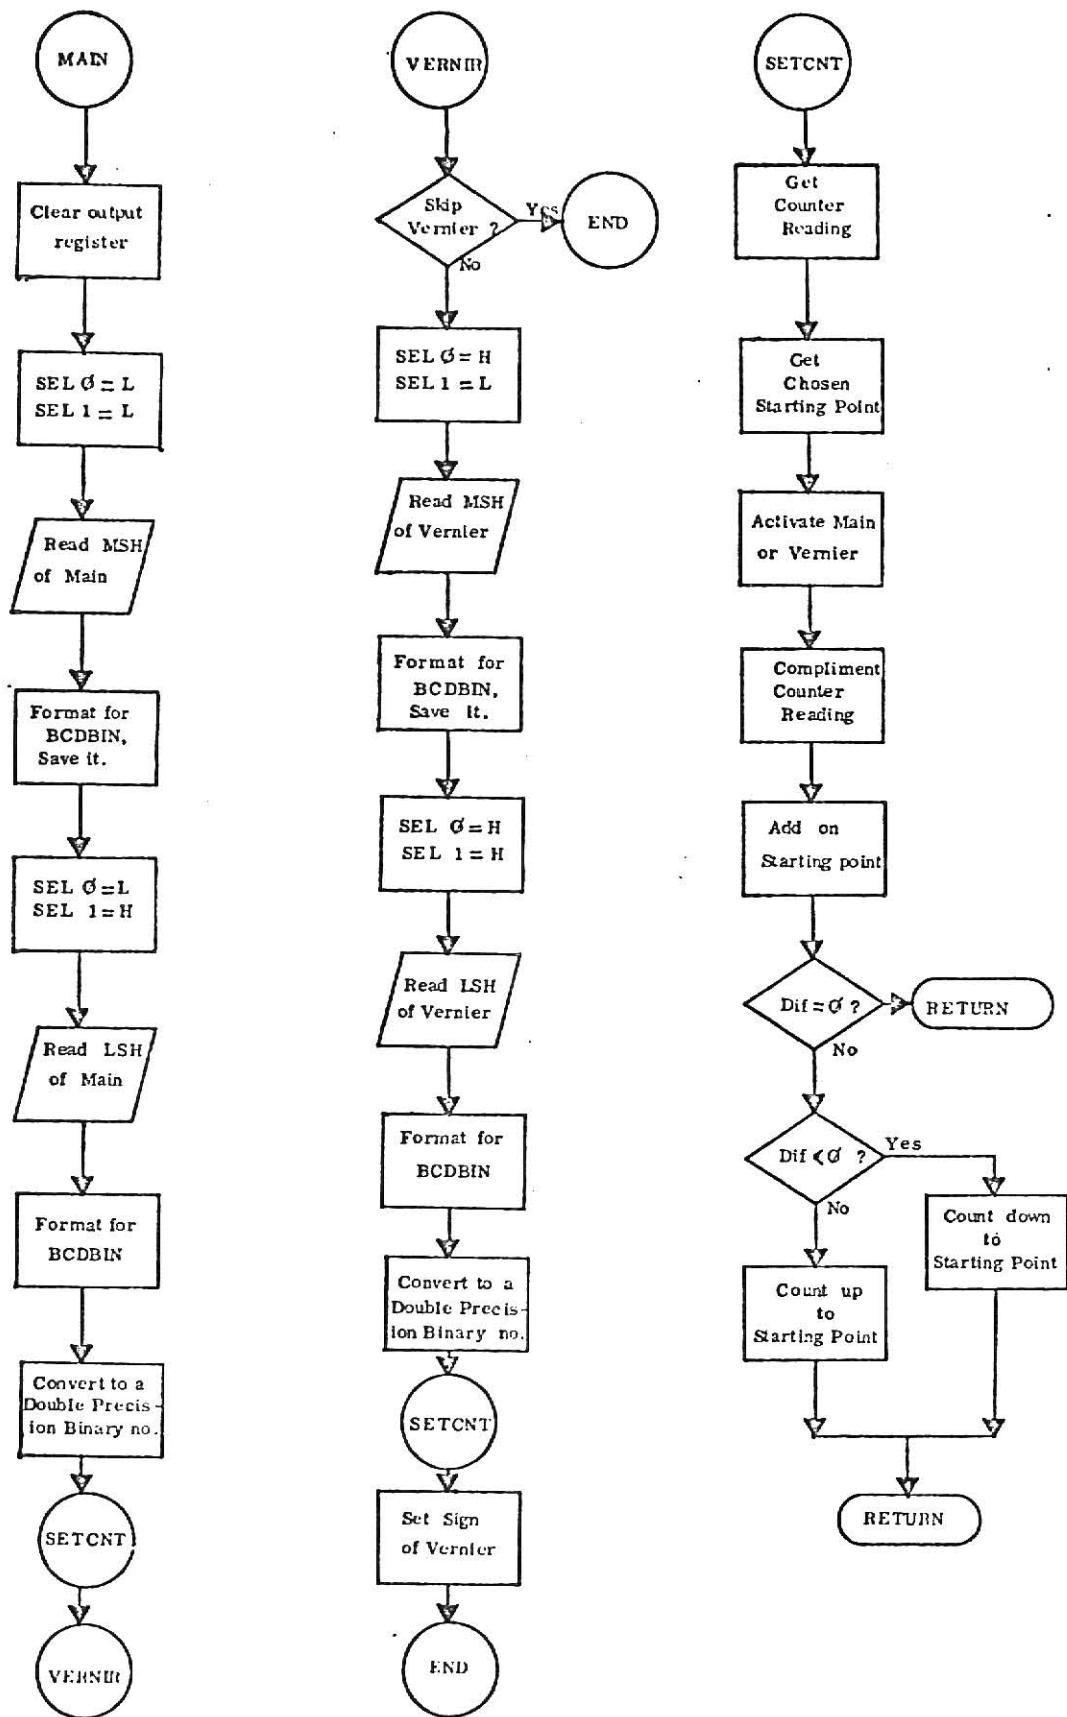 MAIN
Clear output
register
SEL Ø = L
SEL 1 = L
Read MSH
of Main
Format for
BCDBIN,
Save it.
SEL Ø = L
SEL 1 = H
Read LSH
of Main
Format for
BCDBIN
Convert to a
Double Precis-
ion Binary no.
SETCNT
VERNIR
VERNIR
Skip
Vernier ?
Yes
END
No
SEL Ø = H
SEL 1 = L
Read MSH
of Vernier
Format for
BCDBIN,
Save It.
SEL Ø = H
SEL 1 = H
Read LSH
of Vernier
Format for
BCDBIN
Convert to a
Double Precis-
ion Binary no.
SETCNT
Set Sign
of Vernier
END
SETCNT
Get
Counter
Reading
Get
Chosen
Starting Point
Activate Main
or Vernier
Compliment
Counter
Reading
Add on
Starting point
Dif = Ø ?
RETURN
No
Dif < Ø ?
Yes
No
Count down
to
Starting Point
Count up
to
Starting Point
RETURN